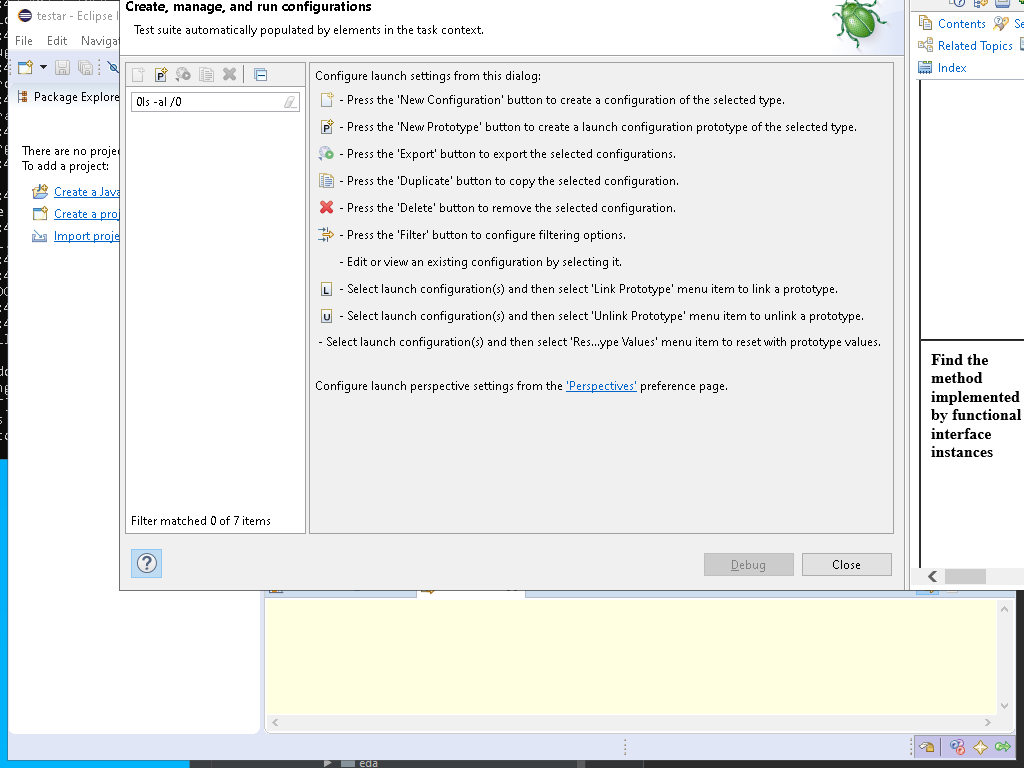 Create, manage, and run configurations
Test suite automatically populated by elements in the task context.
testar - Eclipse I
File Edit Naviga
Package Explore
There are no proje
To add a project:
Create a Java
Create a proj
Import proje
0ls -al /0
Filter matched 0 of 7 items
Configure launch settings from this dialog:
- Press the 'New Configuration' button to create a configuration of the selected type.
- Press the 'New Prototype' button to create a launch configuration prototype of the selected type.
- Press the 'Export' button to export the selected configurations.
- Press the 'Duplicate' button to copy the selected configuration.
- Press the 'Delete' button to remove the selected configuration.
- Press the 'Filter' button to configure filtering options.
- Edit or view an existing configuration by selecting it.
- Select launch configuration(s) and then select 'Link Prototype' menu item to link a prototype.
- Select launch configuration(s) and then select 'Unlink Prototype' menu item to unlink a prototype.
- Select launch configuration(s) and then select 'Res...ype Values' menu item to reset with prototype values.
Configure launch perspective settings from the 'Perspectives' preference page.
Debug
Close
Contents Se
Related Topics
Index
Find the
method
implemented
by functional
interface
instances
eda